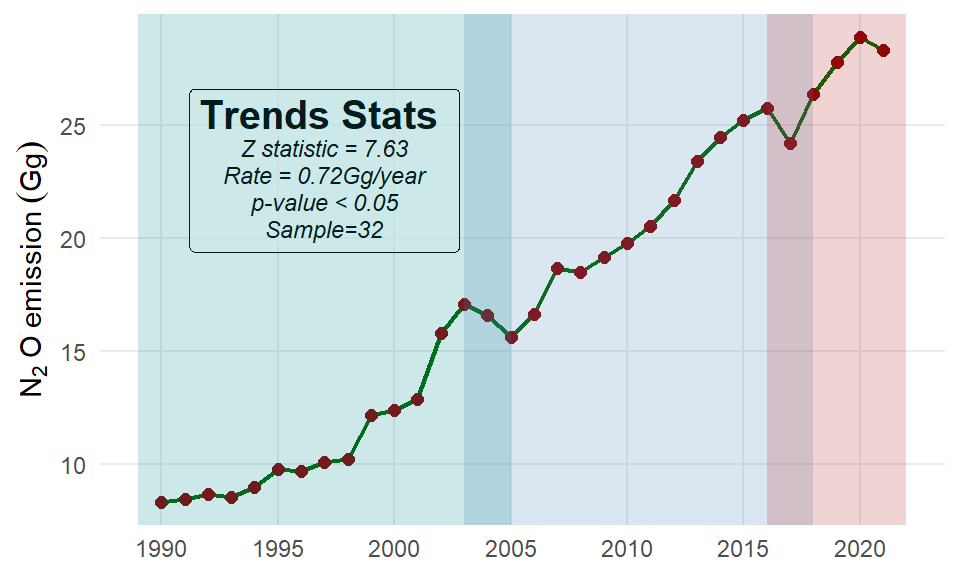 N₂ O emission (Gg)
25
20
15
10
Trends Stats
Z statistic = 7.63
Rate = 0.72Gg/year
p-value < 0.05
Sample=32
1990 1995 2000 2005 2010 2015 2020